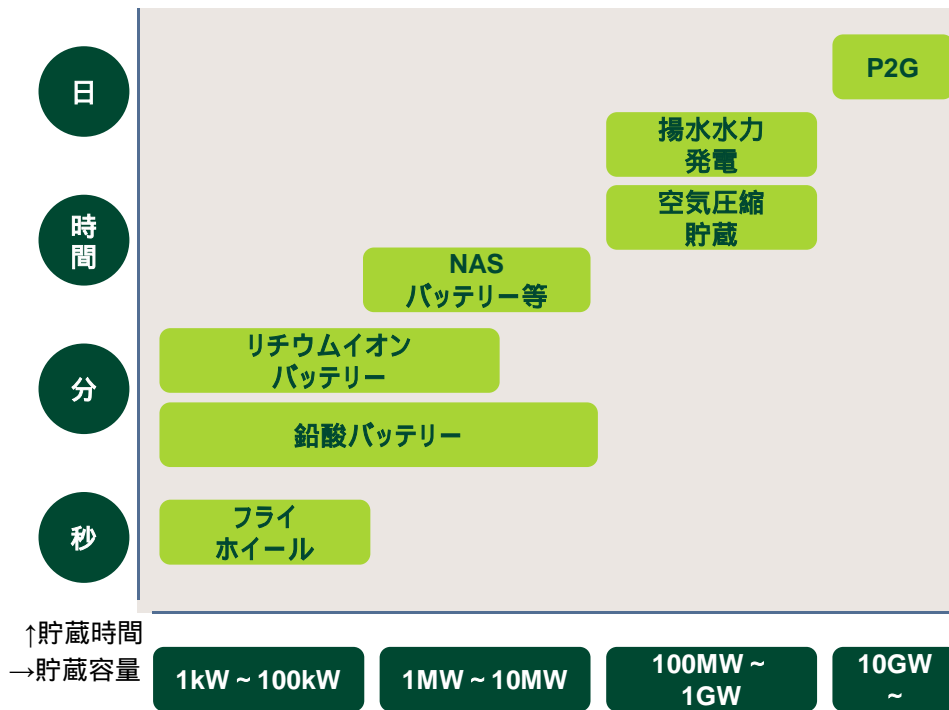 P2G
日
揚水水力
発電
空気圧縮
貯蔵
時
間
NAS
バッテリー等
リチウムイオン
バッテリー
分
鉛酸バッテリー
フライ
ホイール
秒
↑貯蔵時間
→貯蔵容量
1kW ~ 100kW
1MW ~ 10MW
100MW ~
1GW
10GW
~